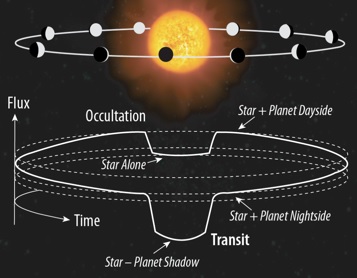 Flux
Occultation
Star + Planet Dayside
Star Alone
Time
Star + Planet Nightside
Transit
Star – Planet Shadow